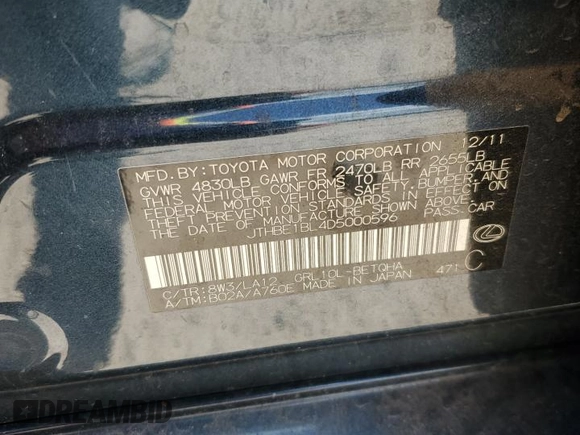 MFD. BY: TOYOTA MOTOR CORPORATION 12/11
GVWR 4830LB GAWR FR 2470LB RR 2655LB
THIS VEHICLE CONFORMS TO ALL APPLICABLE
FEDERAL MOTOR VEHICLE SAFETY, BUMPER, AND
THEFT PREVENTION STANDARDS IN EFFECT ON
THE DATE OF MANUFACTURE SHOWN ABOVE.
JTHBE1BL4D5000596 PASS. CAR
C/TR: 8W3/LA12 GRL10L-BETQHA
A/TM: B02A/A760E MADE IN JAPAN 471 C
DREAMBID